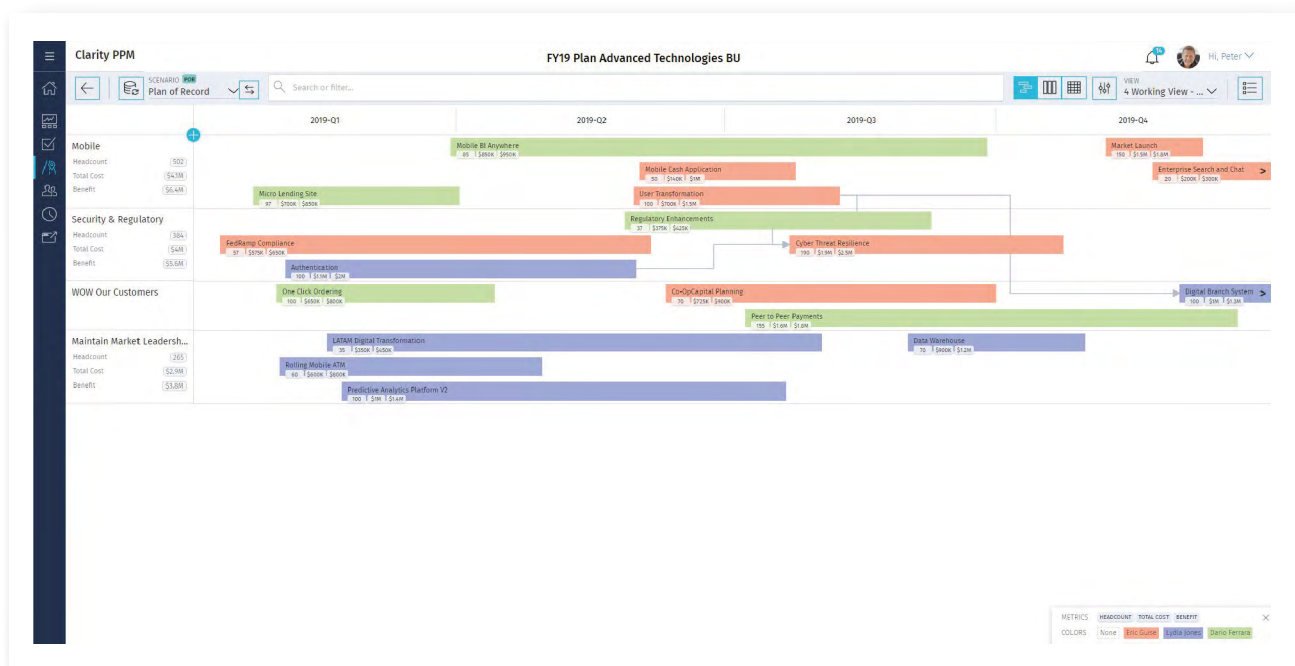 Clarity PPM
FY19 Plan Advanced Technologies BU
14
Hi, Peter
SCENARIO POR
Plan of Record
Search or filter...
VIEW
4 Working View - ...
2019-Q1 2019-Q2 2019-Q3 2019-Q4
Mobile
Headcount 502
Total Cost $4.1M
Benefit $6.4M
Mobile BI Anywhere
85 $850K $950K
Market Launch
150 $1.5M $1.8M
Mobile Cash Application
50 $140K $1M
Enterprise Search and Chat
20 $200K $300K
Micro Lending Site
97 $700K $850K
User Transformation
100 $700K $1.5M
Security & Regulatory
Headcount 384
Total Cost $4M
Benefit $5.6M
Regulatory Enhancements
37 $375K $425K
FedRamp Compliance
57 $575K $650K
Cyber Threat Resilience
190 $1.9M $2.5M
Authentication
100 $1.1M $2M
WOW Our Customers
One Click Ordering
100 $650K $800K
Co-OpCapital Planning
70 $725K $900K
Digital Branch System
100 $1M $1.3M
Peer to Peer Payments
155 $1.6M $1.8M
Maintain Market Leadersh...
Headcount 265
Total Cost $2.9M
Benefit $3.8M
LATAM Digital Transformation
35 $350K $450K
Data Warehouse
70 $900K $1.2M
Rolling Mobile ATM
60 $600K $800K
Predictive Analytics Platform V2
100 $1M $1.4M
METRICS HEADCOUNT TOTAL COST BENEFIT
COLORS None Eric Guise Lydia Jones Dario Ferrara